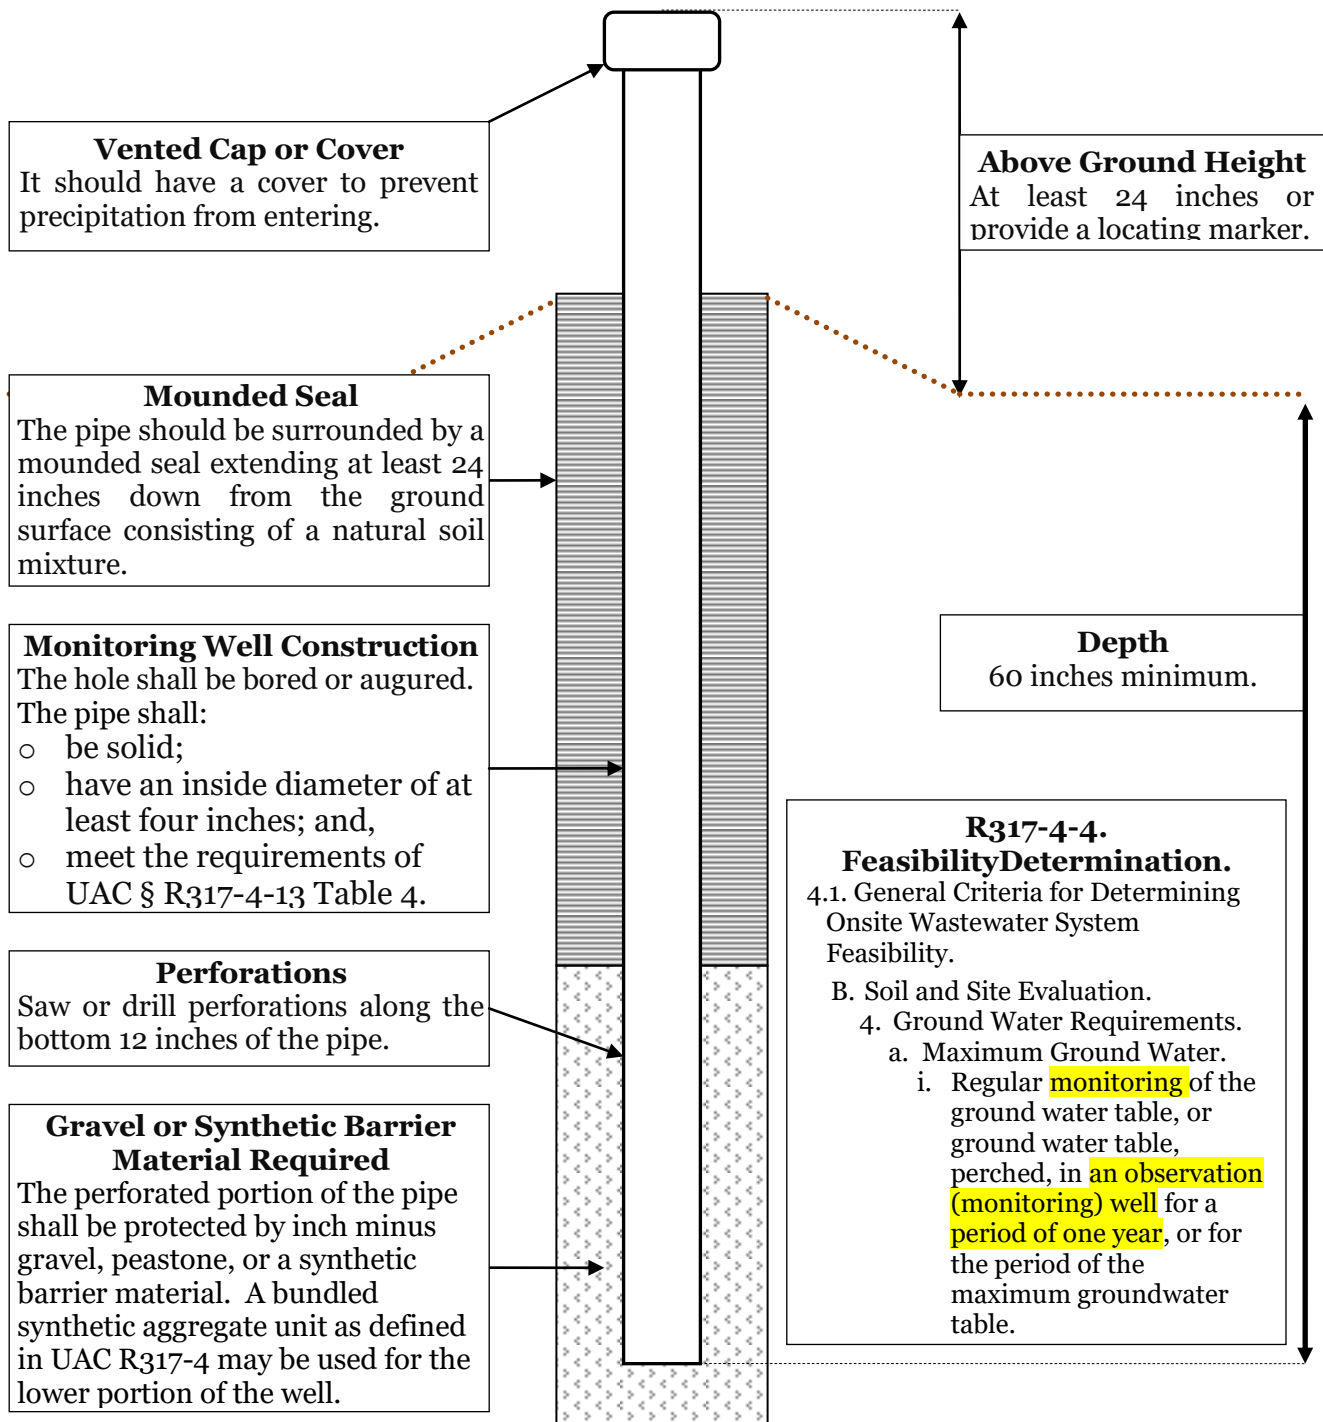 Vented Cap or Cover
It should have a cover to prevent
precipitation from entering.
Above Ground Height
At least 24 inches or
provide a locating marker.
Mounded Seal
The pipe should be surrounded by a
mounded seal extending at least 24
inches down from the ground
surface consisting of a natural soil
mixture.
Monitoring Well Construction
The hole shall be bored or augured.
The pipe shall:
o be solid;
o have an inside diameter of at
least four inches; and,
o meet the requirements of
UAC § R317-4-13 Table 4.
Depth
60 inches minimum.
Perforations
Saw or drill perforations along the
bottom 12 inches of the pipe.
Gravel or Synthetic Barrier
Material Required
The perforated portion of the pipe
shall be protected by inch minus
gravel, peastone, or a synthetic
barrier material. A bundled
synthetic aggregate unit as defined
in UAC R317-4 may be used for the
lower portion of the well.
R317-4-4.
FeasibilityDetermination.
4.1. General Criteria for Determining
Onsite Wastewater System
Feasibility.
B. Soil and Site Evaluation.
4. Ground Water Requirements.
a. Maximum Ground Water.
i. Regular monitoring of the
ground water table, or
ground water table,
perched, in an observation
(monitoring) well for a
period of one year, or for
the period of the
maximum groundwater
table.